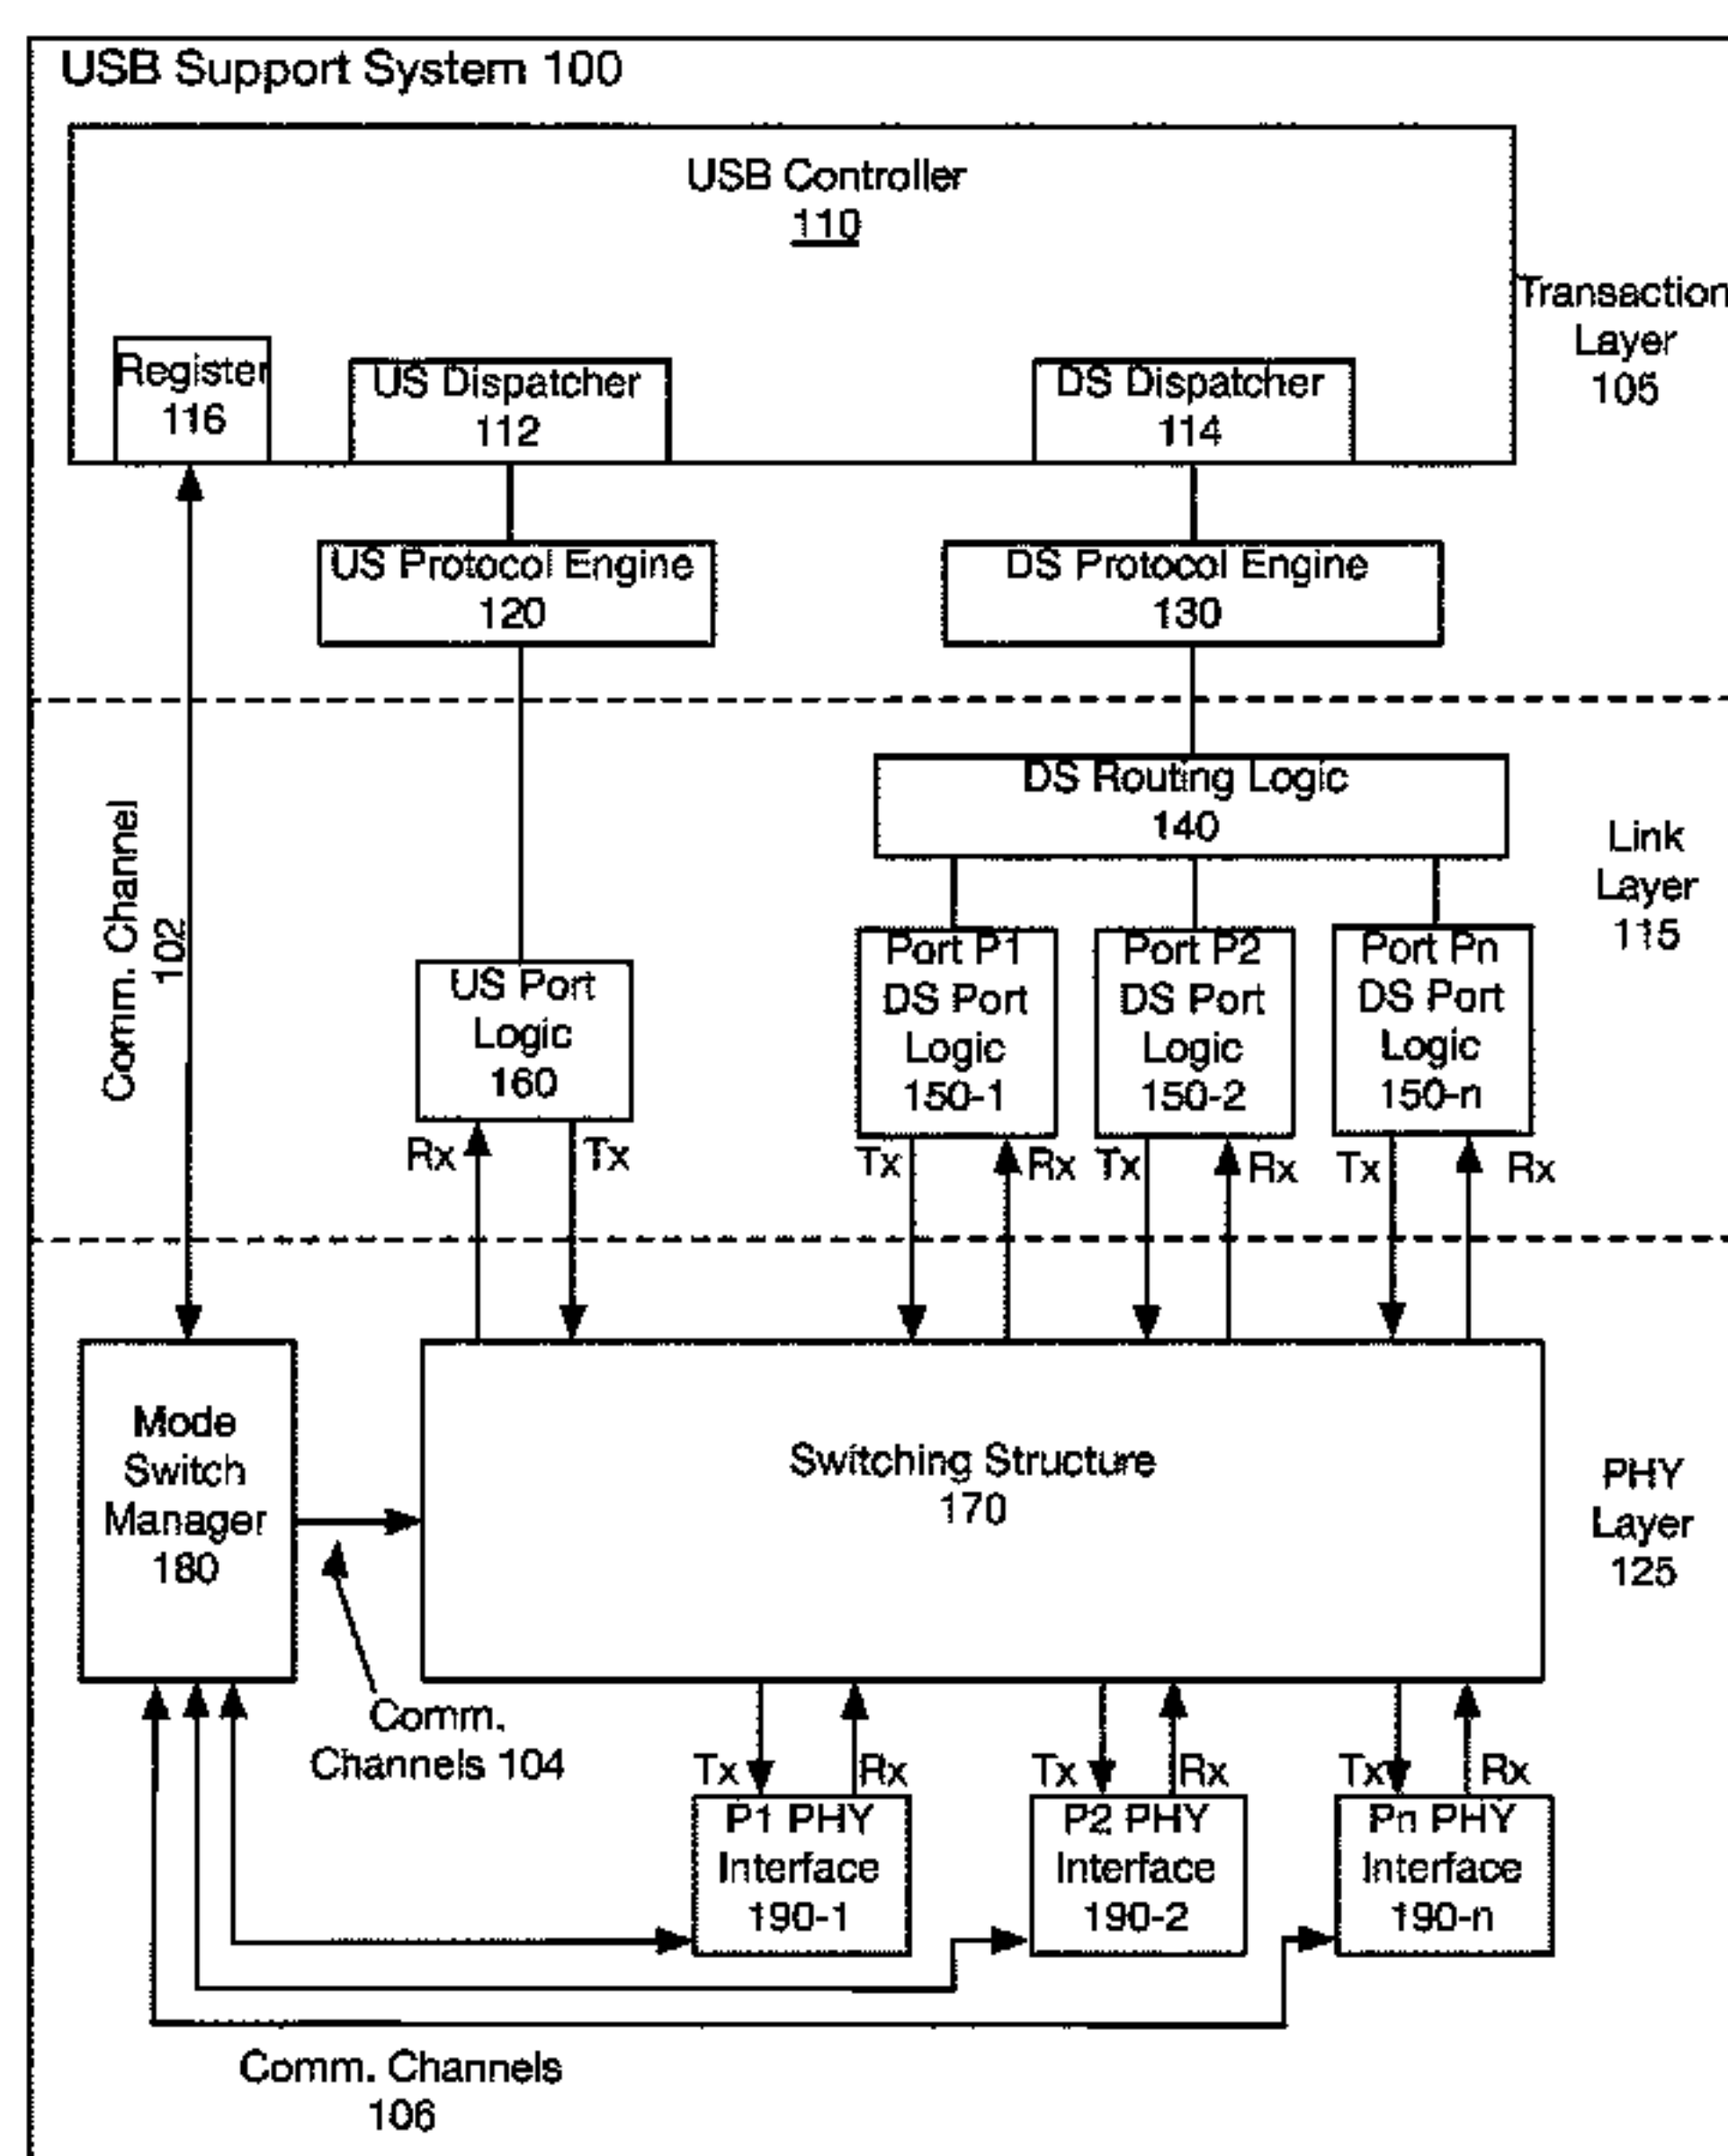 USB Support System 100
USB Controller
110
Transaction
Layer
105
Register
116
US Dispatcher
112
DS Dispatcher
114
US Protocol Engine
120
DS Protocol Engine
130
DS Routing Logic
140
Link
Layer
115
Comm. Channel
102
US Port
Logic
160
Port P1
DS Port
Logic
150-1
Port P2
DS Port
Logic
150-2
Port Pn
DS Port
Logic
150-n
Rx
Tx
Tx
Rx
Tx
Rx
Tx
Rx
Mode
Switch
Manager
180
Switching Structure
170
PHY
Layer
125
Comm.
Channels 104
Tx
Rx
Tx
Rx
Tx
Rx
P1 PHY
Interface
190-1
P2 PHY
Interface
190-2
Pn PHY
Interface
190-n
Comm. Channels
106